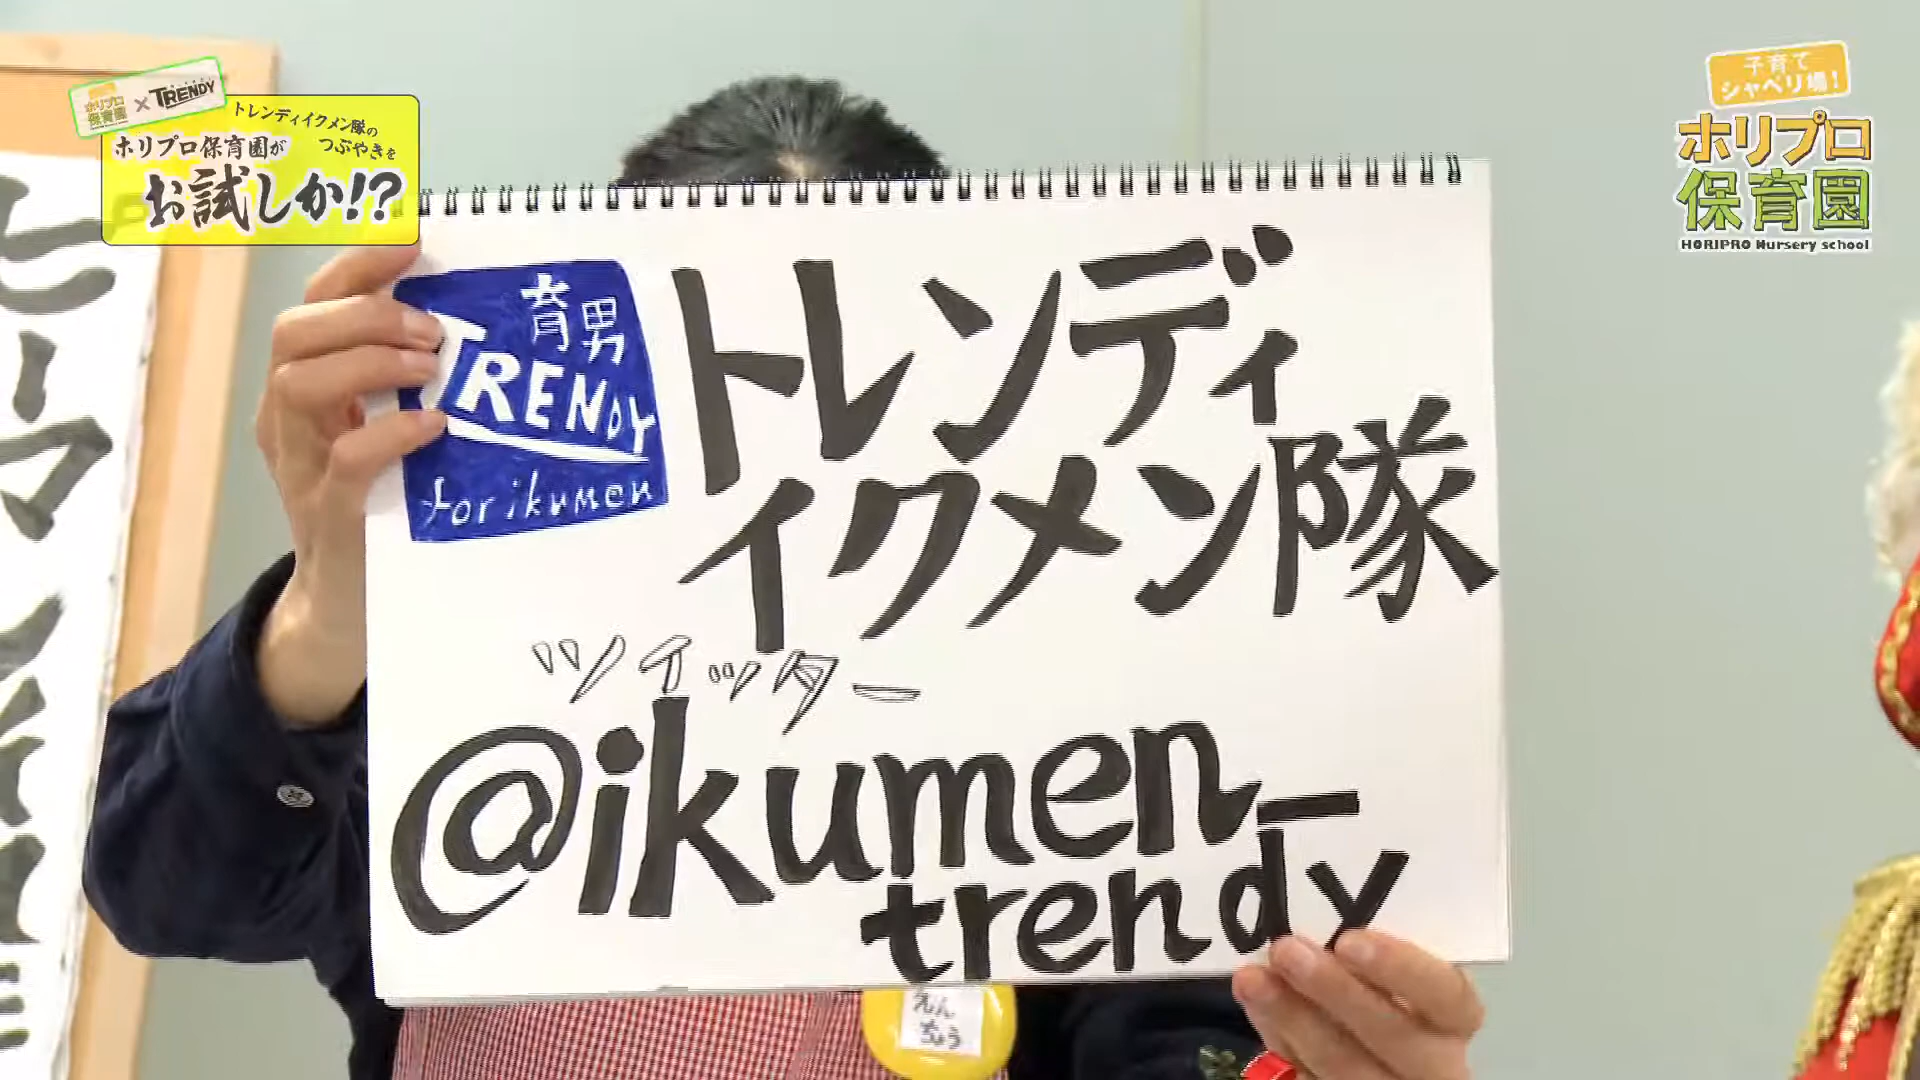 ホリプロ
保育園
×
TRENDY
トレンディイクメン隊の
つぶやきを
ホリプロ保育園が
お試しか!?
子育て
シャベリ場!
ホリプロ
保育園
HORIPRO Nursery school
育男
TRENDY
for ikumen
トレンディ
イクメン隊
ツイッター
@ikumen_
trendy
えん
ちょう